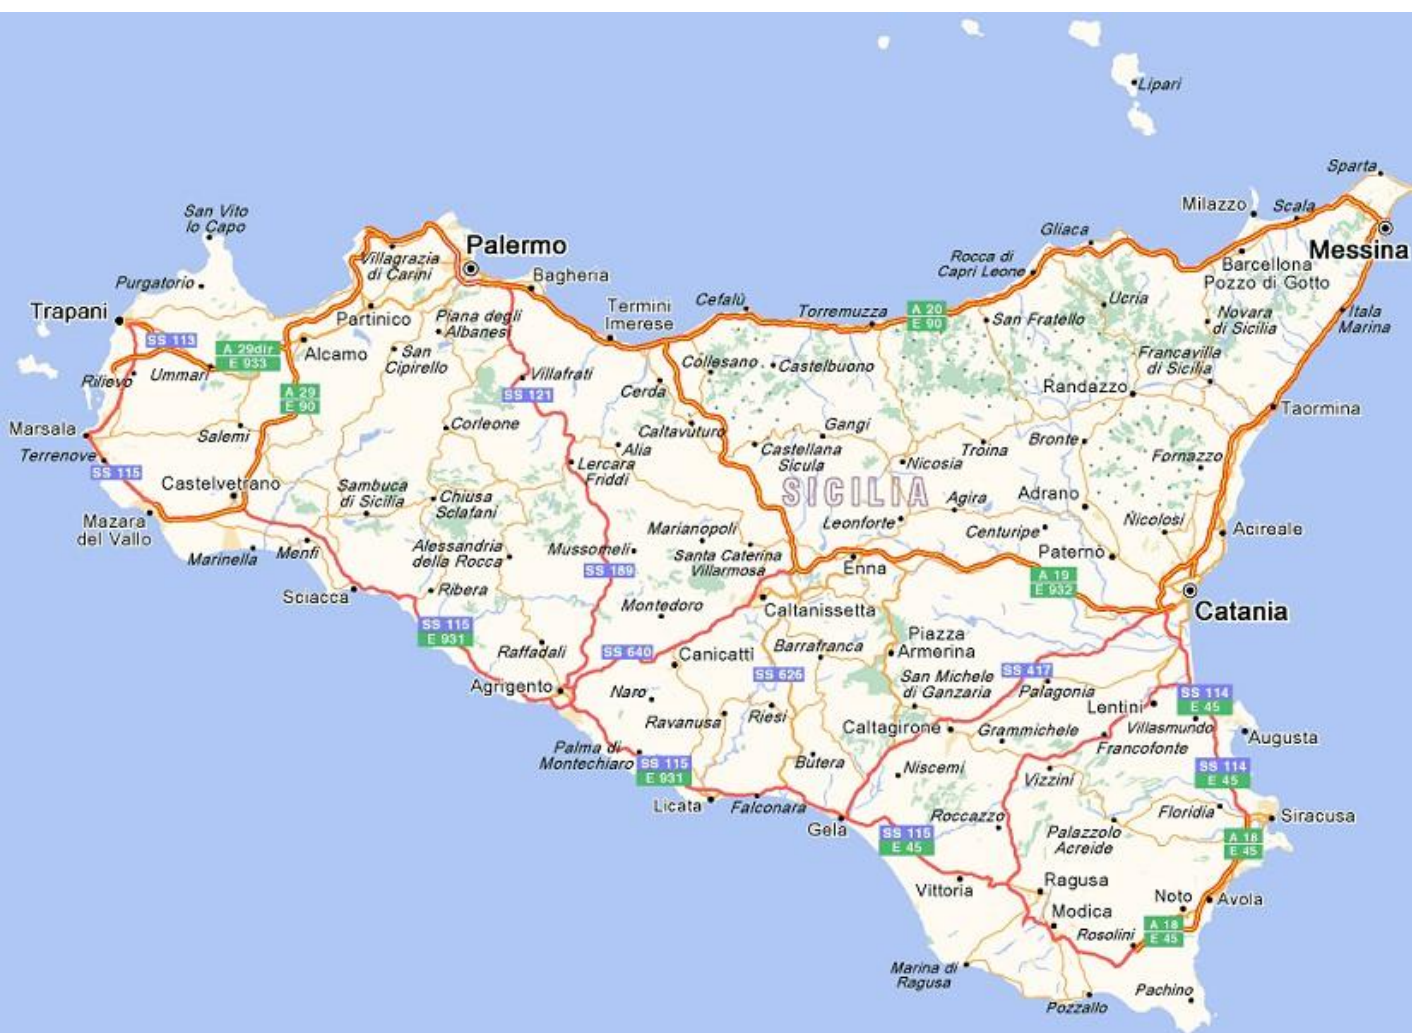 Lipari
Sparta
Milazzo
Scala
San Vito
lo Capo
Gliaca
Messina
Palermo
Villagrazia
di Carini
Rocca di
Capri Leone
Barcellona
Pozzo di Gotto
Purgatorio
Bagheria
Trapani
Partinico
Piana degli
Albanesi
Termini
Imerese
Cefalù
Torremuzza
A 20
E 90
Ucria
San Fratello
Novara
di Sicilia
Itala
Marina
SS 113
A 29dir
E 933
Alcamo
San
Cipirello
Collesano
Castelbuono
Francavilla
di Sicilia
Rilievo
Ummari
A 29
E 90
Villafrati
SS 121
Cerda
Randazzo
Taormina
Marsala
Terrenove
Salemi
Corleone
Caltavuturo
Gangi
Alia
Castellana
Sicula
Nicosia
Troina
Bronte
Fornazzo
SS 115
Castelvetrano
Lercara
Friddi
SICILIA
Sambuca
di Sicilia
Chiusa
Sclafani
Agira
Adrano
Mazara
del Vallo
Marianopoli
Leonforte
Centuripe
Nicolosi
Acireale
Marinella
Menfi
Alessandria
della Rocca
Mussomeli
Santa Caterina
Villarmosa
Enna
Paternò
SS 189
A 19
E 932
Sciacca
Ribera
Montedoro
Caltanissetta
Catania
SS 115
E 931
Raffadali
SS 640
Canicatti
Barrafranca
Piazza
Armerina
SS 626
San Michele
di Ganzaria
SS 417
Palagonia
Agrigento
Naro
Ravanusa
Riesi
Lentini
SS 114
E 45
Caltagirone
Grammichele
Villasmundo
Francofonte
Augusta
Palma di
Montechiaro
SS 115
E 931
Butera
Niscemi
Vizzini
SS 114
E 45
Licata
Falconara
Gela
Roccazzo
Floridia
Siracusa
SS 115
E 45
Palazzolo
Acreide
A 18
E 45
Vittoria
Ragusa
Noto
Avola
Modica
Rosolini
A 18
E 45
Marina di
Ragusa
Pozzallo
Pachino